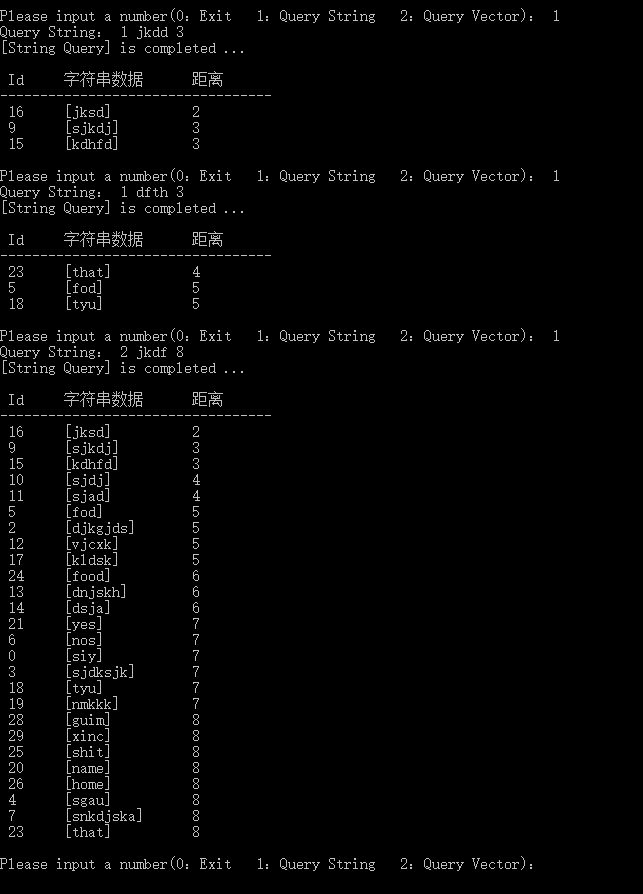 Please input a number(0: Exit   1: Query String   2: Query Vector):  1
Query String:  1 jkdd 3
[String Query] is completed ...
Id     字符串数据      距离
----------------------------------
16     [jksd]          2
9      [sjkdj]         3
15     [kdhfd]         3
Please input a number(0: Exit   1: Query String   2: Query Vector):  1
Query String:  1 dfth 3
[String Query] is completed ...
Id     字符串数据      距离
----------------------------------
23     [that]          4
5      [fod]           5
18     [tyu]           5
Please input a number(0: Exit   1: Query String   2: Query Vector):  1
Query String:  2 jkdf 8
[String Query] is completed ...
Id     字符串数据      距离
----------------------------------
16     [jksd]          2
9      [sjkdj]         3
15     [kdhfd]         3
10     [sjdj]          4
11     [sjad]          4
5      [fod]           5
2      [djkgjds]       5
12     [vjcxk]         5
17     [kldsk]         5
24     [food]          6
13     [dnjskh]        6
14     [dsja]          6
21     [yes]           7
6      [nos]           7
0      [siy]           7
3      [sjdksjk]       7
18     [tyu]           7
19     [nmkkk]         7
28     [guim]          8
29     [xinc]          8
25     [shit]          8
20     [name]          8
26     [home]          8
4      [sgau]          8
7      [snkdjska]      8
23     [that]          8
Please input a number(0: Exit   1: Query String   2: Query Vector):